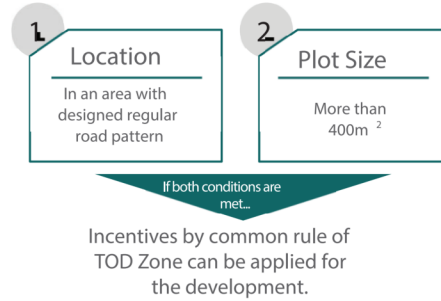 1.
Location
In an area with
designed regular
road pattern
2.
Plot Size
More than
400m ²
If both conditions are
met...
Incentives by common rule of
TOD Zone can be applied for
the development.